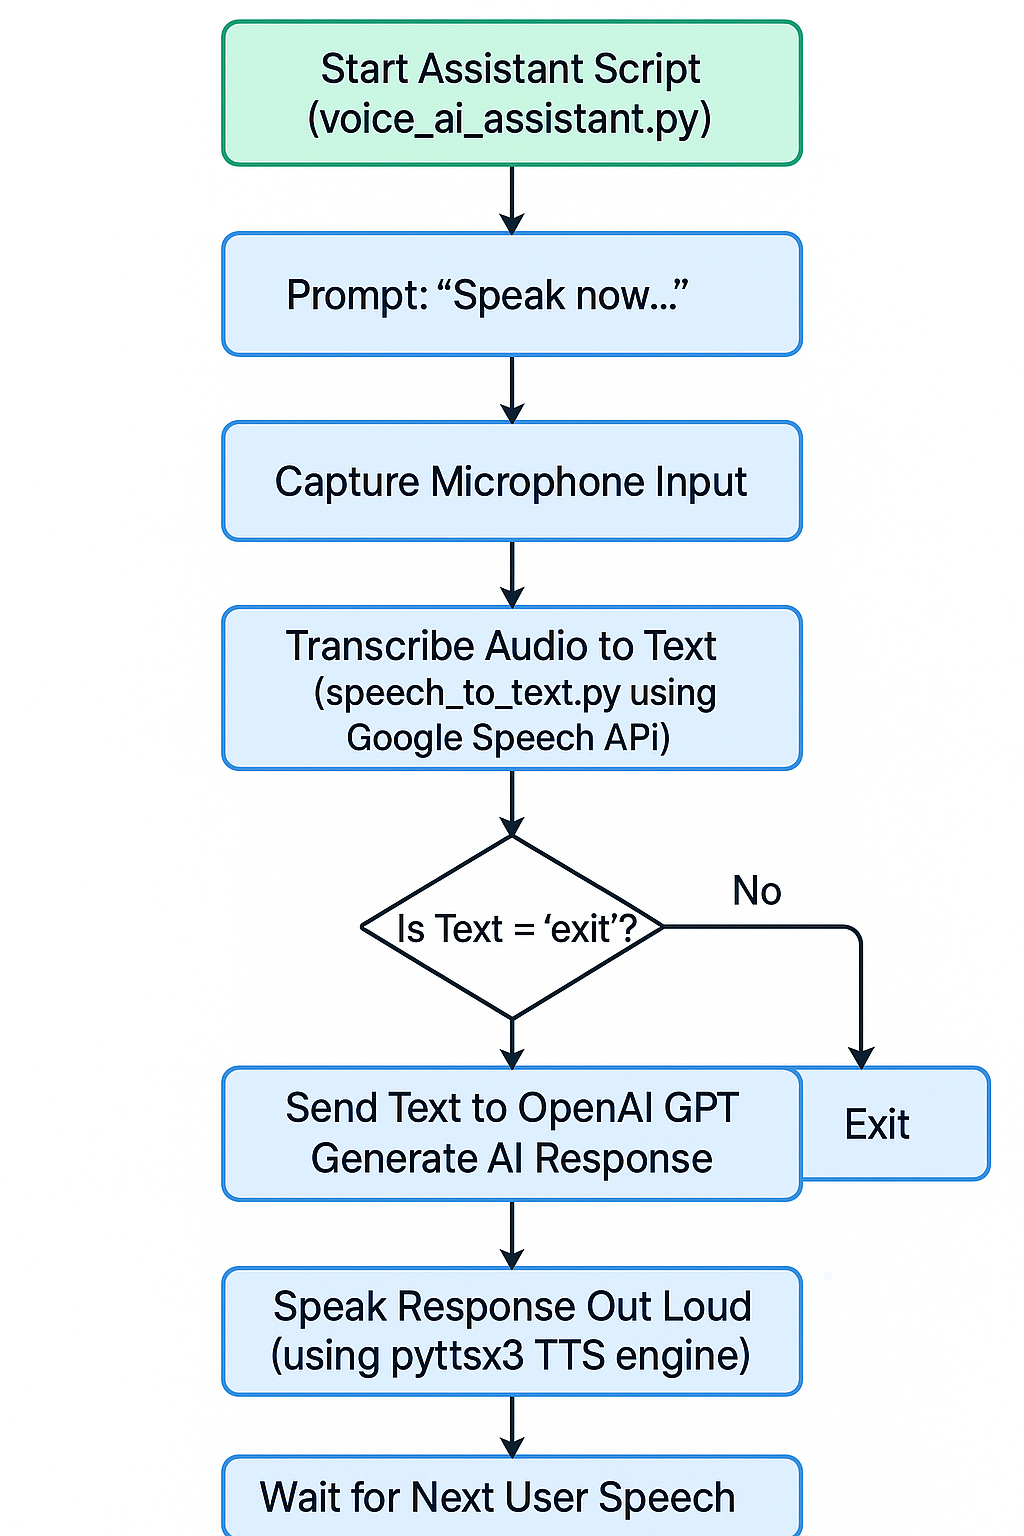 Start Assistant Script
(voice_ai_assistant.py)
Prompt: “Speak now...”
Capture Microphone Input
Transcribe Audio to Text
(speech_to_text.py using
Google Speech APi)
Is Text = ‘exit’?
No
Send Text to OpenAI GPT
Generate AI Response
Exit
Speak Response Out Loud
(using pyttsx3 TTS engine)
Wait for Next User Speech